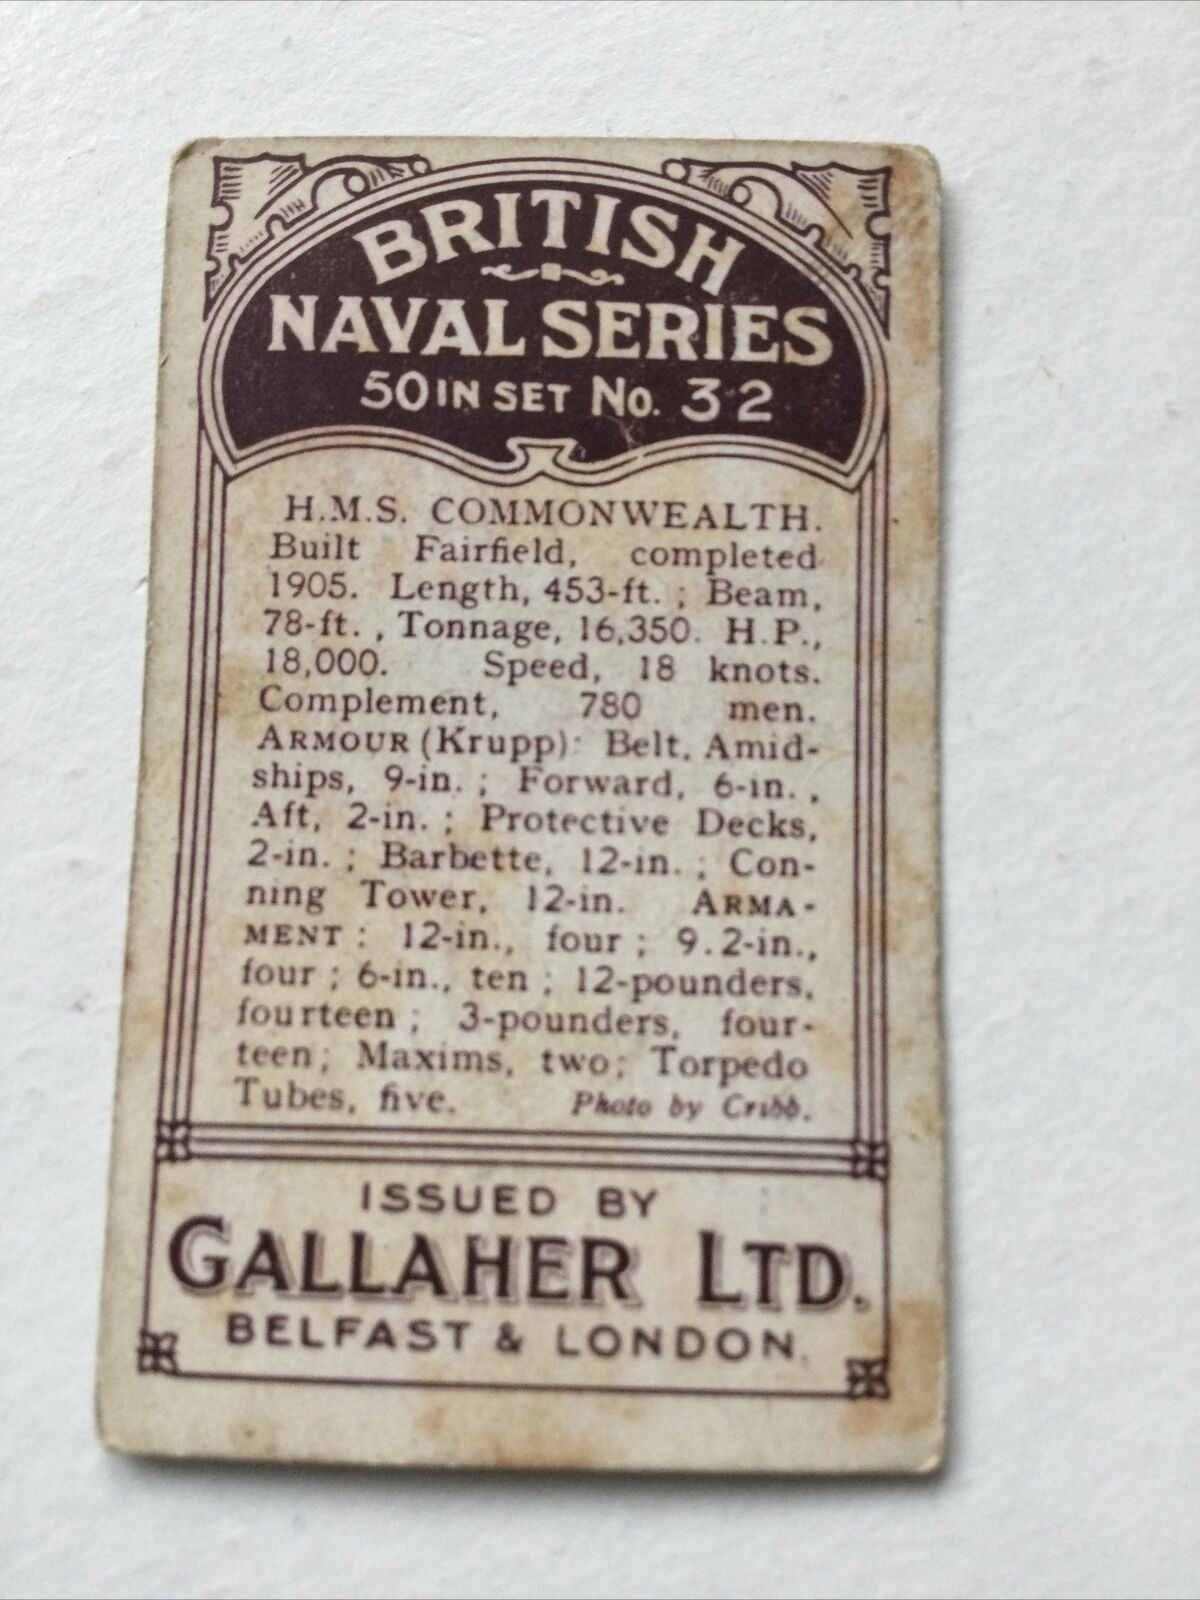 BRITISH
NAVAL SERIES
50 IN SET No. 32
H.M.S. COMMONWEALTH.
Built Fairfield, completed
1905. Length, 453-ft. ; Beam,
78-ft. , Tonnage, 16,350. H.P.,
18,000. Speed, 18 knots.
Complement, 780 men.
ARMOUR (Krupp): Belt, Amid-
ships, 9-in. ; Forward, 6-in. ,
Aft, 2-in. ; Protective Decks,
2-in. ; Barbette, 12-in. ; Con-
ning Tower, 12-in. ARMA-
MENT : 12-in., four ; 9.2-in.,
four ; 6-in., ten ; 12-pounders,
fourteen ; 3-pounders, four-
teen ; Maxims, two ; Torpedo
Tubes, five. Photo by Cribb.
ISSUED BY
GALLAHER LTD.
BELFAST & LONDON.